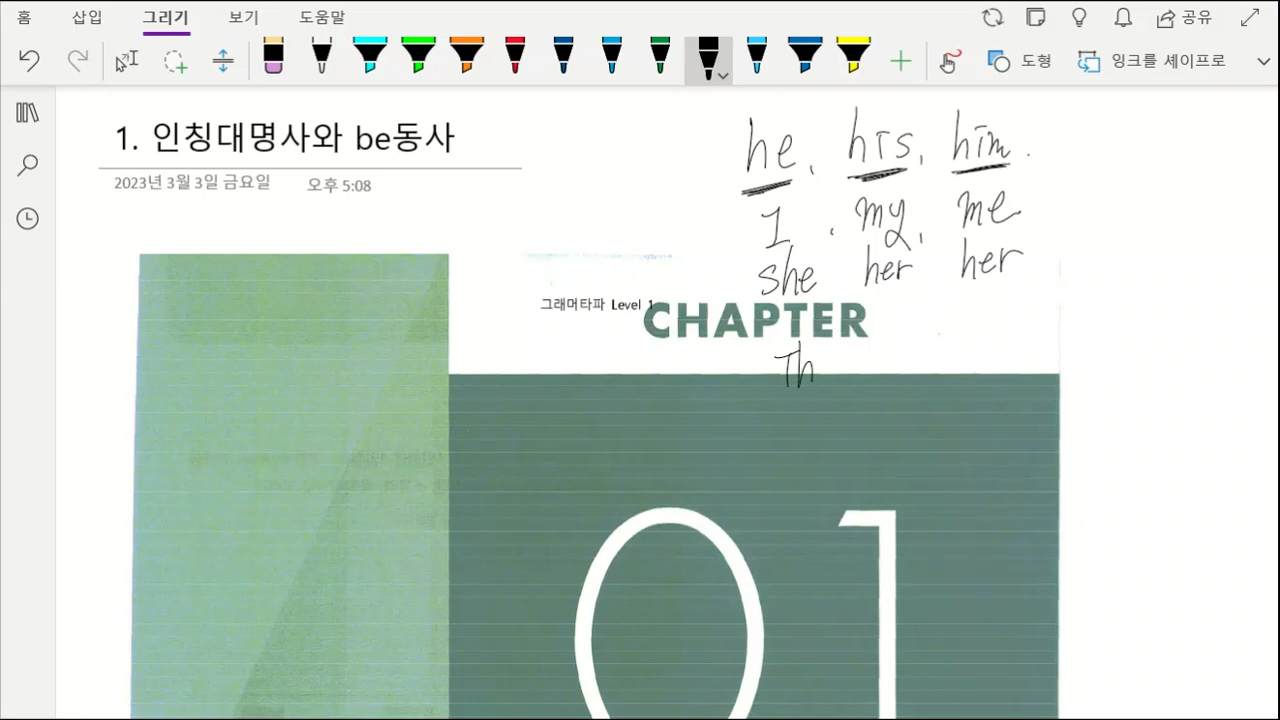 홈 삽입 그리기 보기 도움말 공유
도형 잉크를 셰이프로
1. 인칭대명사와 be동사
2023년 3월 3일 금요일 오후 5:08
he, his, him.
I, my, me
she her her
그래머타파 Level 1
CHAPTER
Th
01